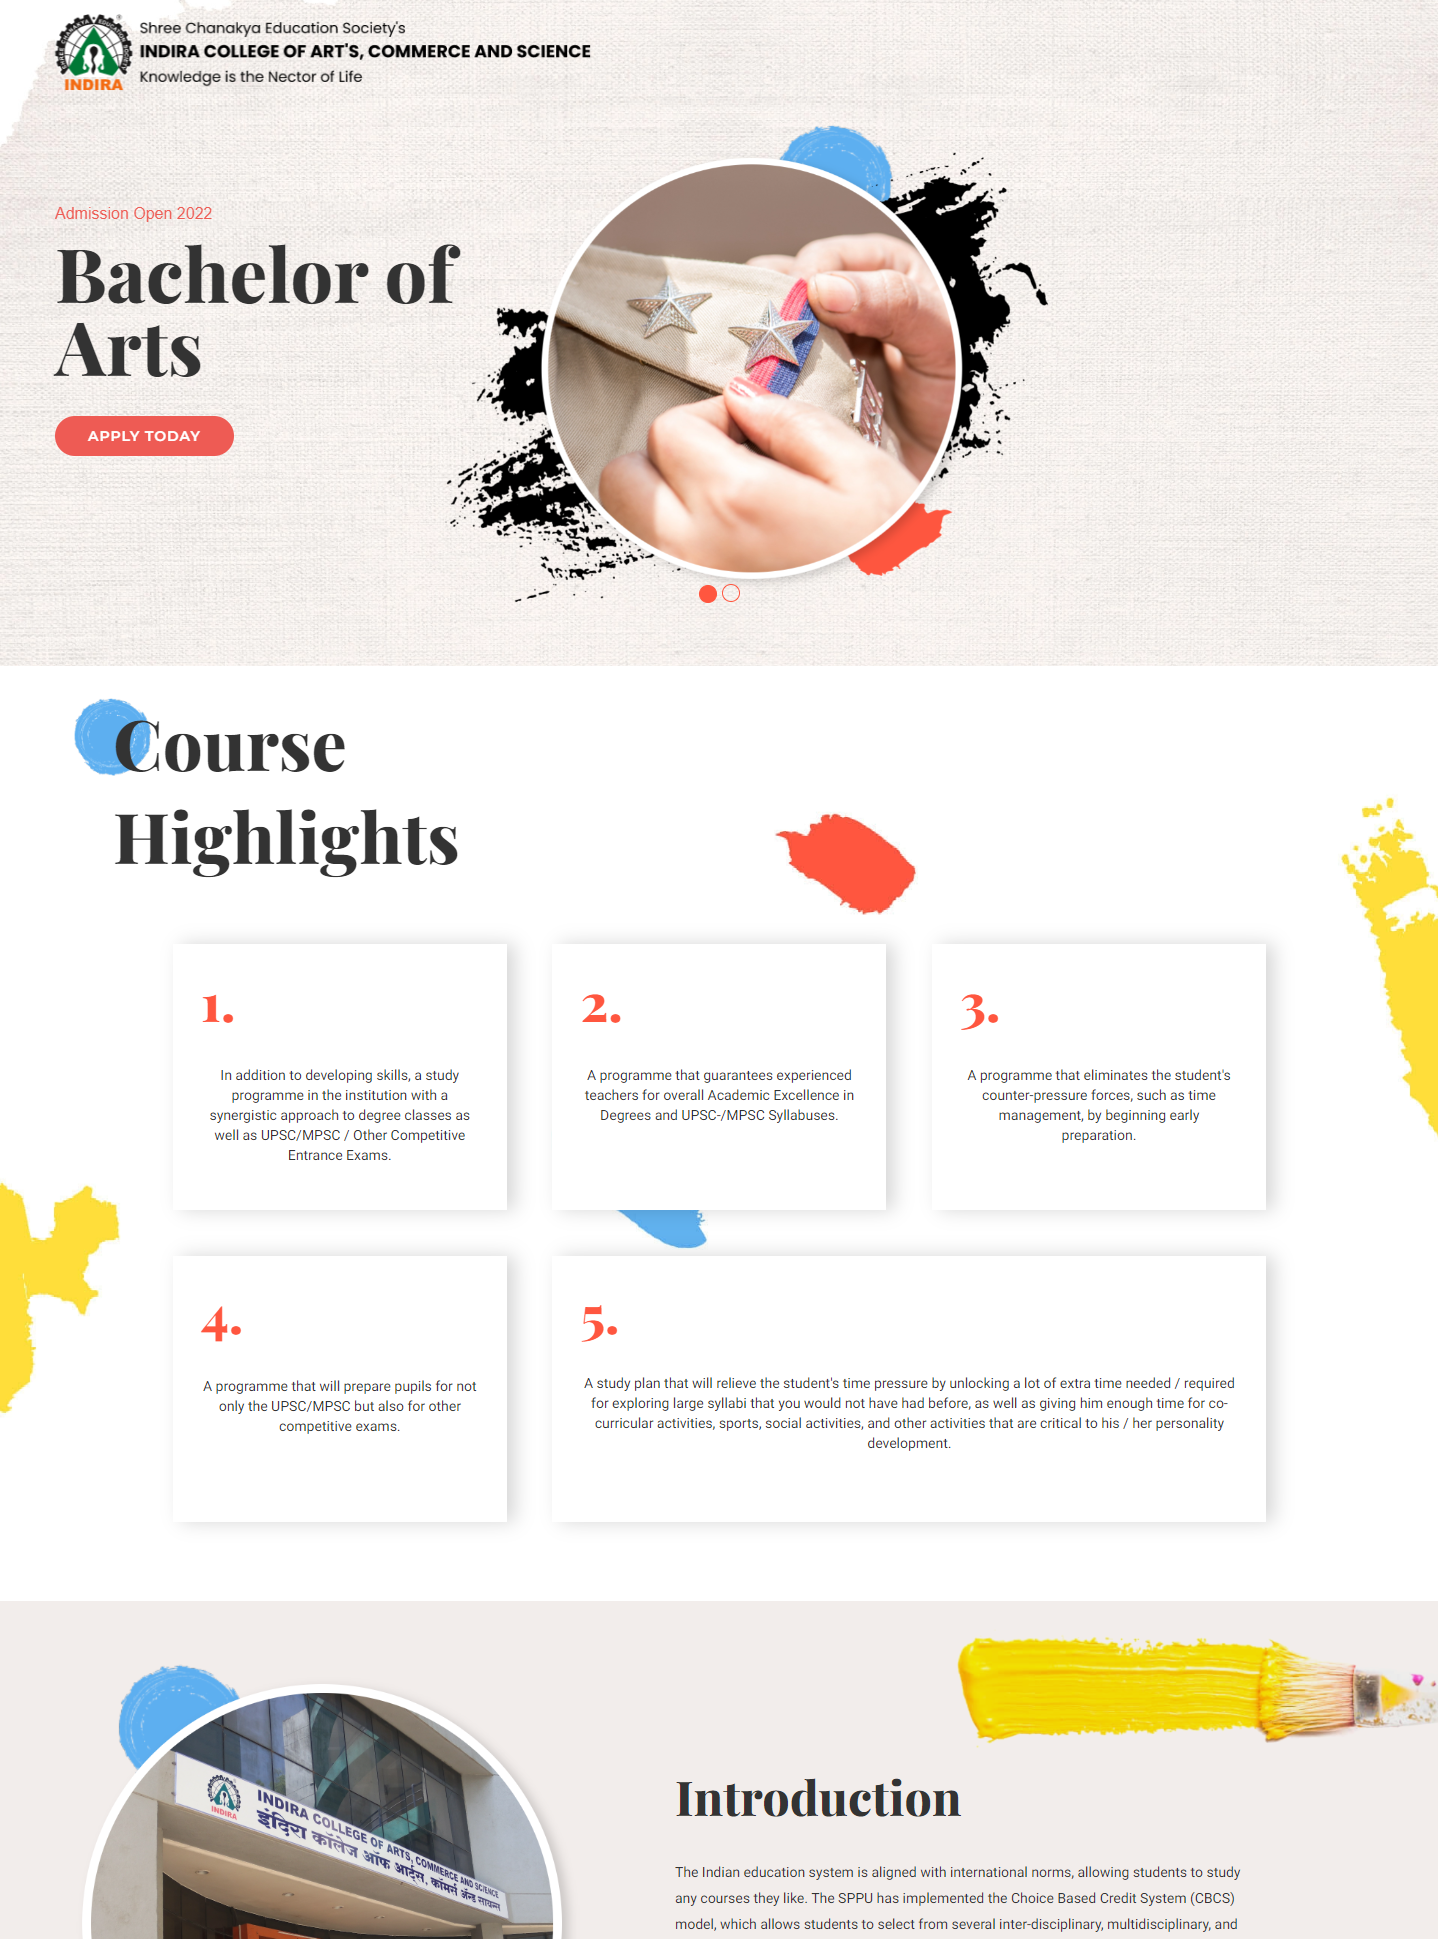 Shree Chanakya Education Society's
INDIRA COLLEGE OF ART'S, COMMERCE AND SCIENCE
Knowledge is the Nector of Life
INDIRA
Admission Open 2022
Bachelor of
Arts
APPLY TODAY
Course
Highlights
1.
In addition to developing skills, a study
programme in the institution with a
synergistic approach to degree classes as
well as UPSC/MPSC / Other Competitive
Entrance Exams.
2.
A programme that guarantees experienced
teachers for overall Academic Excellence in
Degrees and UPSC-/MPSC Syllabuses.
3.
A programme that eliminates the student's
counter-pressure forces, such as time
management, by beginning early
preparation.
4.
A programme that will prepare pupils for not
only the UPSC/MPSC but also for other
competitive exams.
5.
A study plan that will relieve the student's time pressure by unlocking a lot of extra time needed / required
for exploring large syllabi that you would not have had before, as well as giving him enough time for co-
curricular activities, sports, social activities, and other activities that are critical to his / her personality
development.
INDIRA
INDIRA COLLEGE OF ARTS, COMMERCE AND SCIENCE
इंदिरा कॉलेज ऑफ आर्ट्स, कॉमर्स अँन्ड सायन्स
Introduction
The Indian education system is aligned with international norms, allowing students to study
any courses they like. The SPPU has implemented the Choice Based Credit System (CBCS)
model, which allows students to select from several inter-disciplinary, multidisciplinary, and